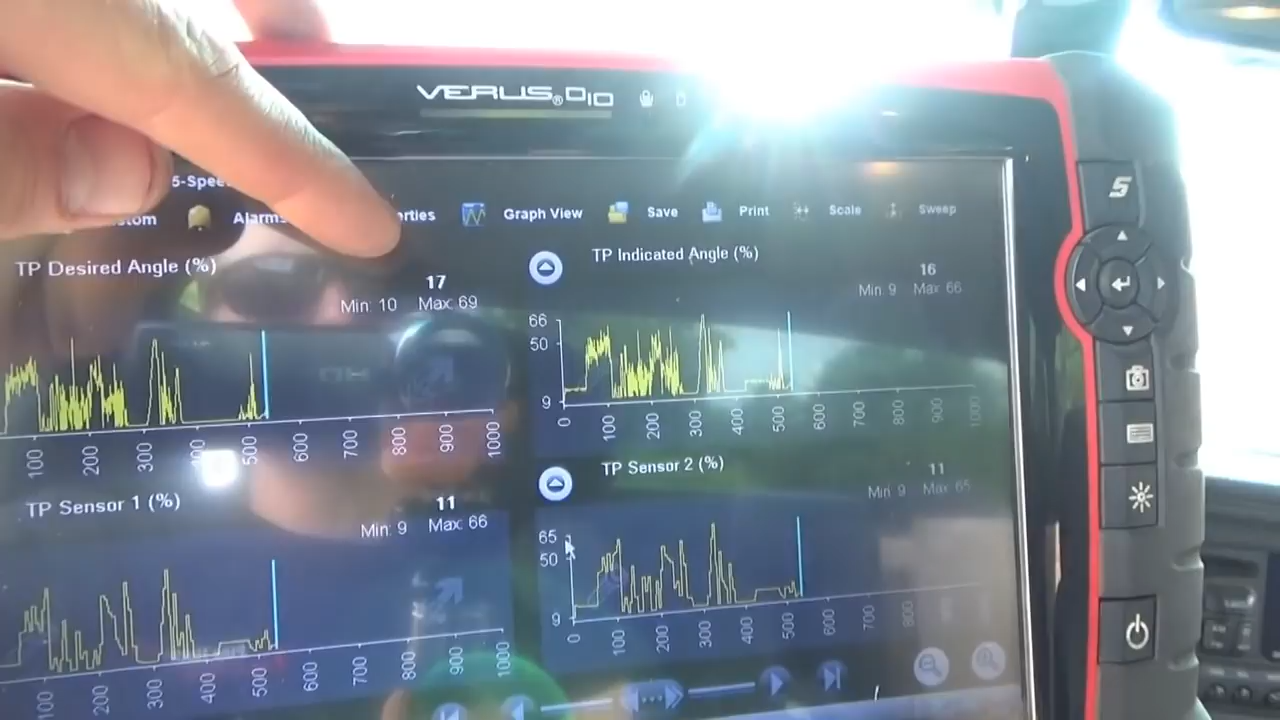 VERUS® D10
5-Spee
stom Alarms erties Graph View Save Print Scale Sweep
TP Desired Angle (%)
17
Min: 10 Max: 69
100 200 300 400 500 600 700 800 900 1000
TP Indicated Angle (%)
16
Min: 9 Max: 66
66
50
9
0 100 200 300 400 500 600 700 800 900 1000
TP Sensor 1 (%)
11
Min: 9 Max: 66
100 200 300 400 500 600 700 800 900 1000
TP Sensor 2 (%)
11
Min: 9 Max: 65
65
50
9
0 100 200 300 400 500 600 700 800